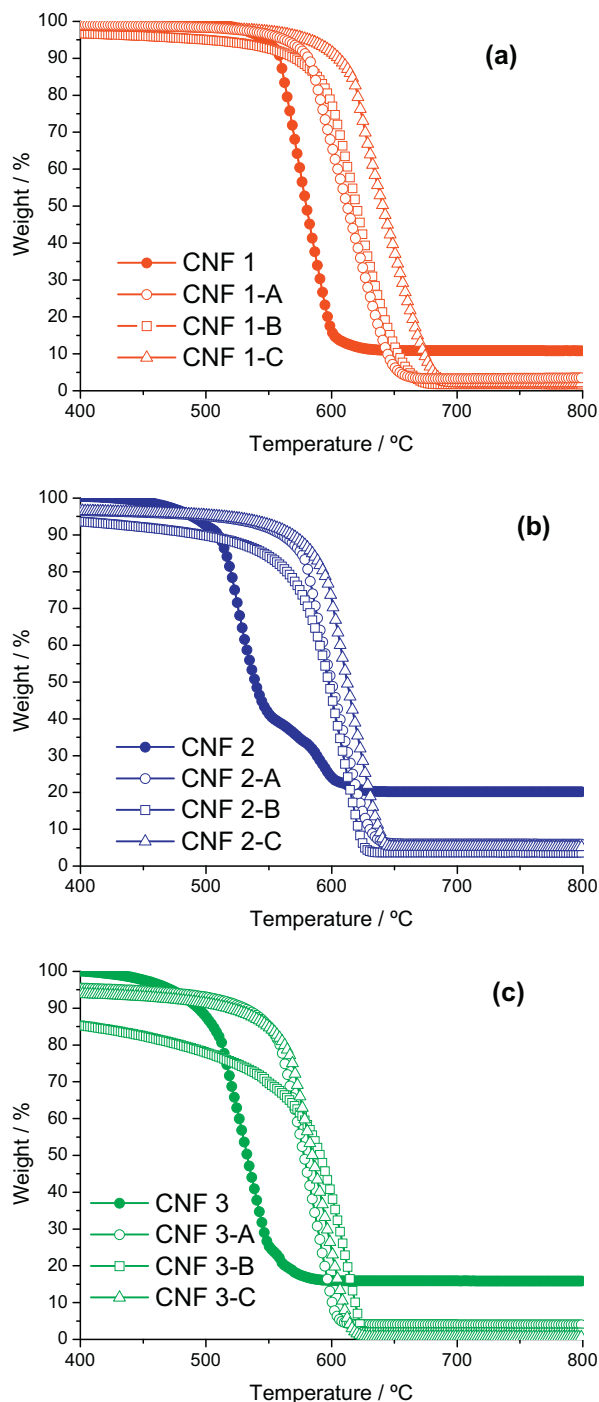 100
(a)
90
80
70
60
50
40
30
20
10
0
Weight / %
CNF 1
CNF 1-A
CNF 1-B
CNF 1-C
400 500 600 700 800
Temperature / ºC
100
(b)
90
80
70
60
50
40
30
20
10
0
Weight / %
CNF 2
CNF 2-A
CNF 2-B
CNF 2-C
400 500 600 700 800
Temperature / ºC
100
(c)
90
80
70
60
50
40
30
20
10
0
Weight / %
CNF 3
CNF 3-A
CNF 3-B
CNF 3-C
400 500 600 700 800
Temperature / ºC